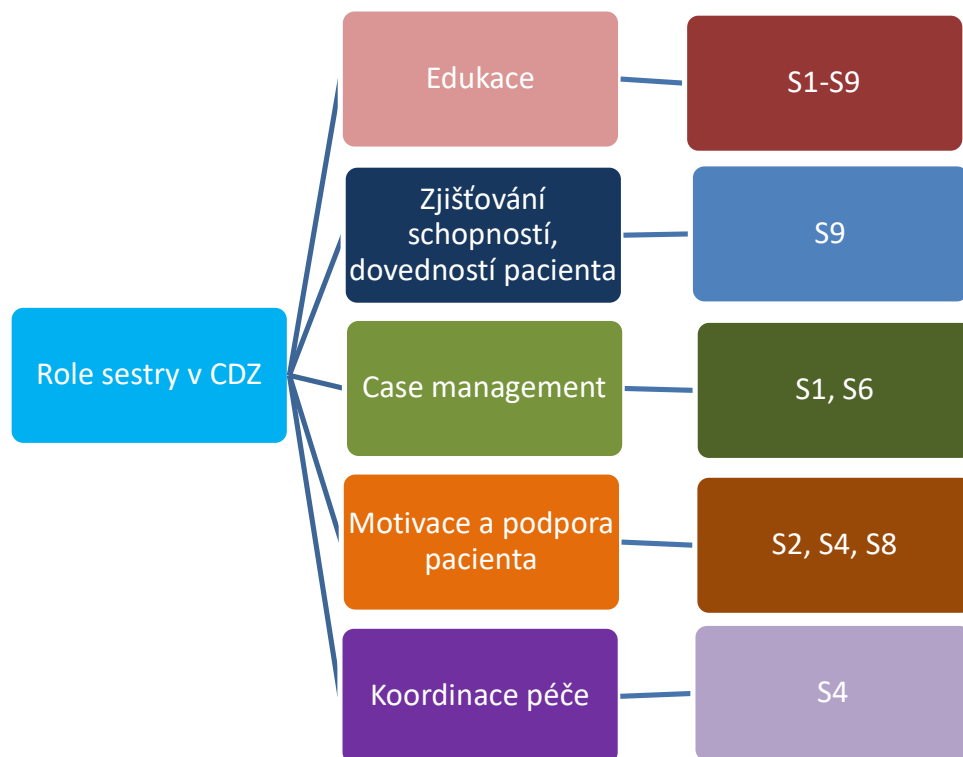 Role sestry v CDZ
Edukace
S1-S9
Zjišťování
schopností,
dovedností pacienta
S9
Case management
S1, S6
Motivace a podpora
pacienta
S2, S4, S8
Koordinace péče
S4